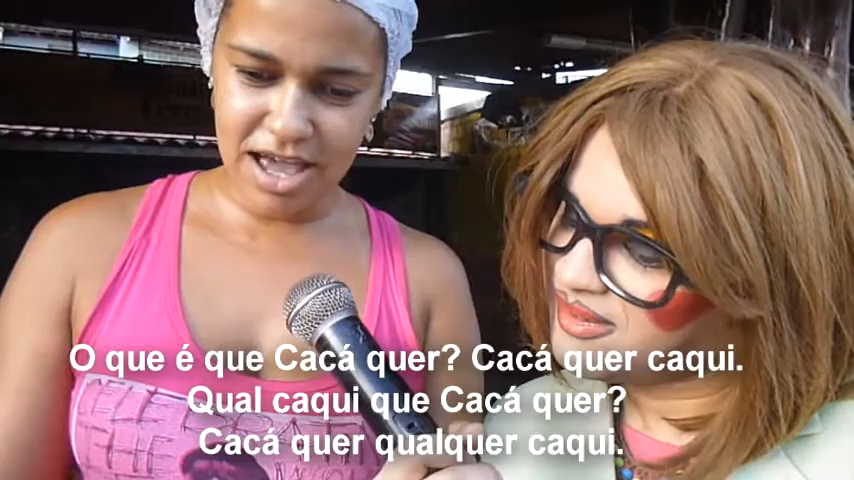 O que é que Cacá quer? Cacá quer caqui.
Qual caqui que Cacá quer?
Cacá quer qualquer caqui.